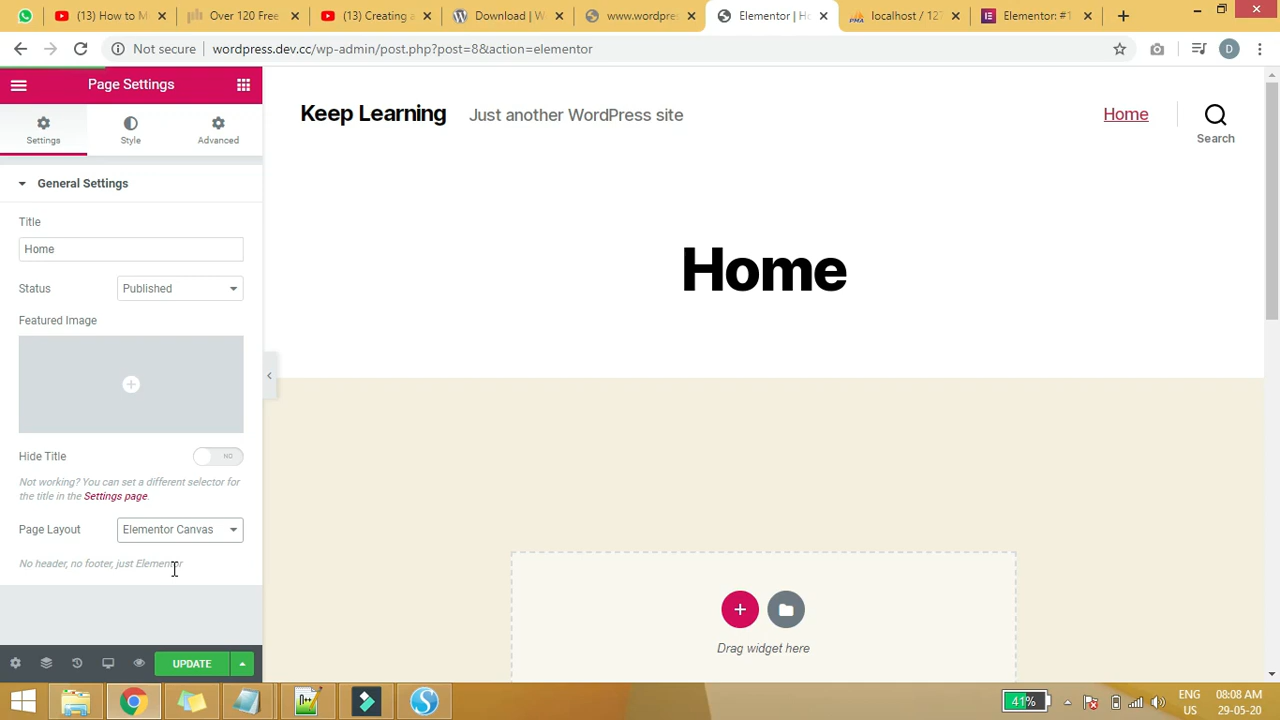 (13) How to M
Over 120 Free
(13) Creating a
Download | W
www.wordpres
Elementor | H
localhost / 127
Elementor: #1
Not secure
wordpress.dev.cc/wp-admin/post.php?post=8&action=elementor
D
Page Settings
Settings
Style
Advanced
General Settings
Title
Home
Status
Published
Featured Image
Hide Title
NO
Not working? You can set a different selector for
the title in the Settings page.
Page Layout
Elementor Canvas
No header, no footer, just Elementor
UPDATE
Keep Learning
Just another WordPress site
Home
Search
Home
Drag widget here
41%
ENG
US
08:08 AM
29-05-20